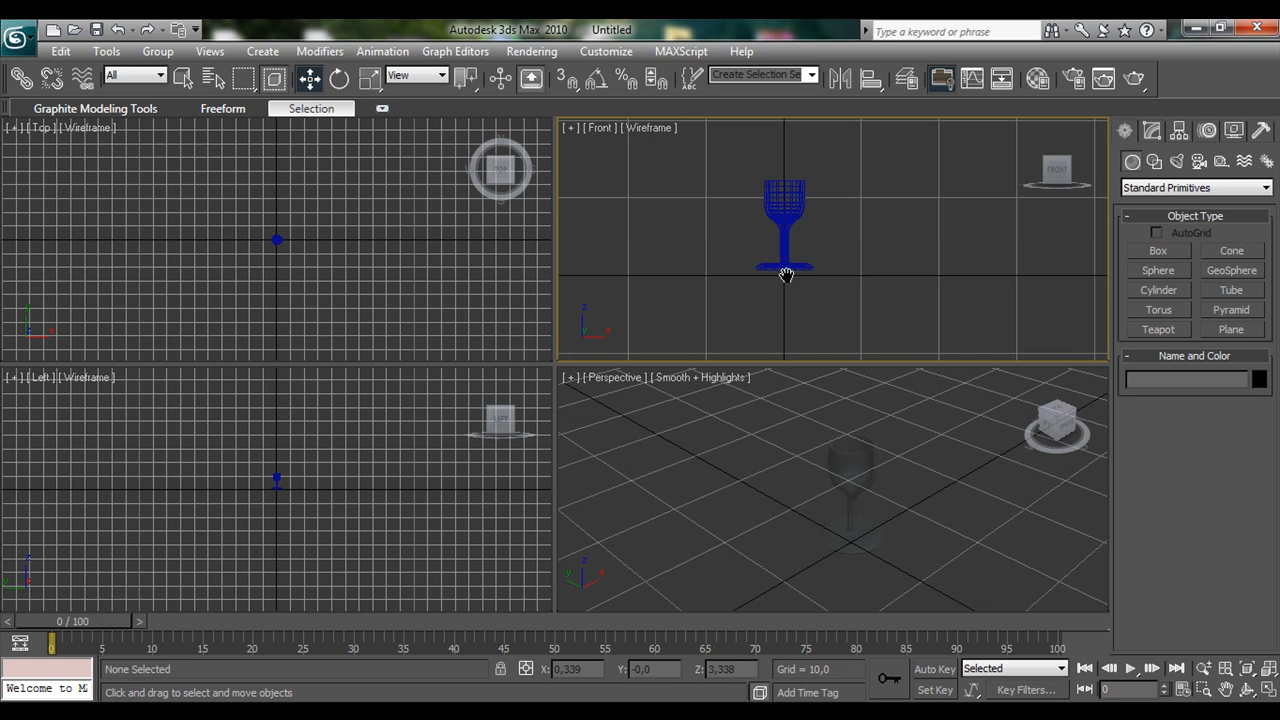 Autodesk 3ds Max 2010 Untitled
Type a keyword or phrase
Edit Tools Group Views Create Modifiers Animation Graph Editors Rendering Customize MAXScript Help
All View Create Selection Se
Graphite Modeling Tools Freeform Selection
[ + ] [ Top ] [ Wireframe ]
TOP
[ + ] [ Front ] [ Wireframe ]
FRONT
Standard Primitives
- Object Type
AutoGrid
Box Cone
Sphere GeoSphere
Cylinder Tube
Torus Pyramid
Teapot Plane
- Name and Color
[ + ] [ Left ] [ Wireframe ]
LEFT
[ + ] [ Perspective ] [ Smooth + Highlights ]
< 0 / 100 >
0 5 10 15 20 25 30 35 40 45 50 55 60 65 70 75 80 85 90 95 100
None Selected X: 0,339 Y: -0,0 Z: 3,338 Grid = 10,0 Auto Key Selected
Welcome to M Click and drag to select and move objects Add Time Tag Set Key Key Filters... 0